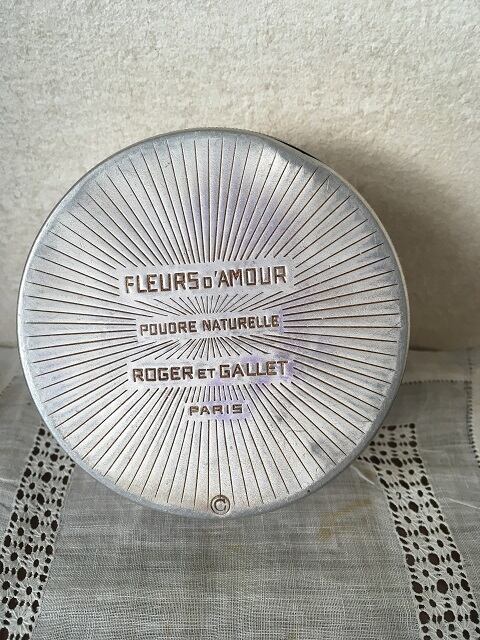 FLEURS D'AMOUR
POUDRE NATURELLE
ROGER ET GALLET
PARIS
©